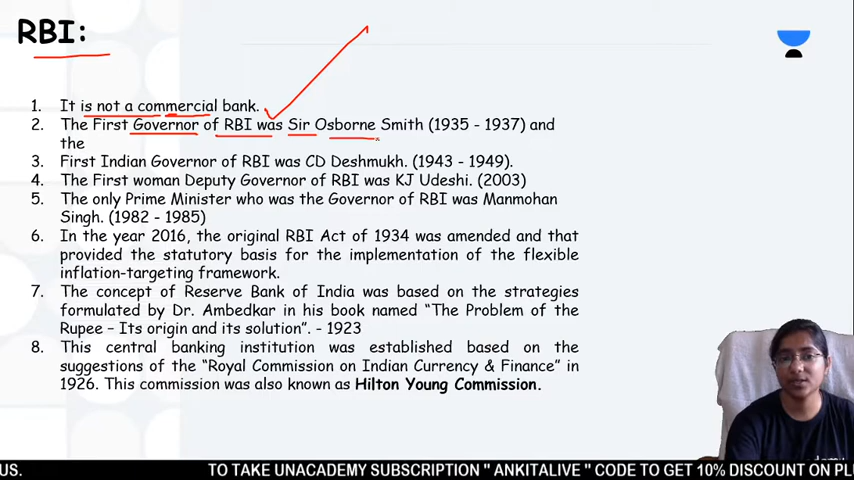 RBI:
1. It is not a commercial bank.
2. The First Governor of RBI was Sir Osborne Smith (1935 - 1937) and
the
3. First Indian Governor of RBI was CD Deshmukh. (1943 - 1949).
4. The First woman Deputy Governor of RBI was KJ Udeshi. (2003)
5. The only Prime Minister who was the Governor of RBI was Manmohan
Singh. (1982 - 1985)
6. In the year 2016, the original RBI Act of 1934 was amended and that
provided the statutory basis for the implementation of the flexible
inflation-targeting framework.
7. The concept of Reserve Bank of India was based on the strategies
formulated by Dr. Ambedkar in his book named “The Problem of the
Rupee – Its origin and its solution”. - 1923
8. This central banking institution was established based on the
suggestions of the “Royal Commission on Indian Currency & Finance” in
1926. This commission was also known as Hilton Young Commission.
US. TO TAKE UNACADEMY SUBSCRIPTION " ANKITALIVE " CODE TO GET 10% DISCOUNT ON PL